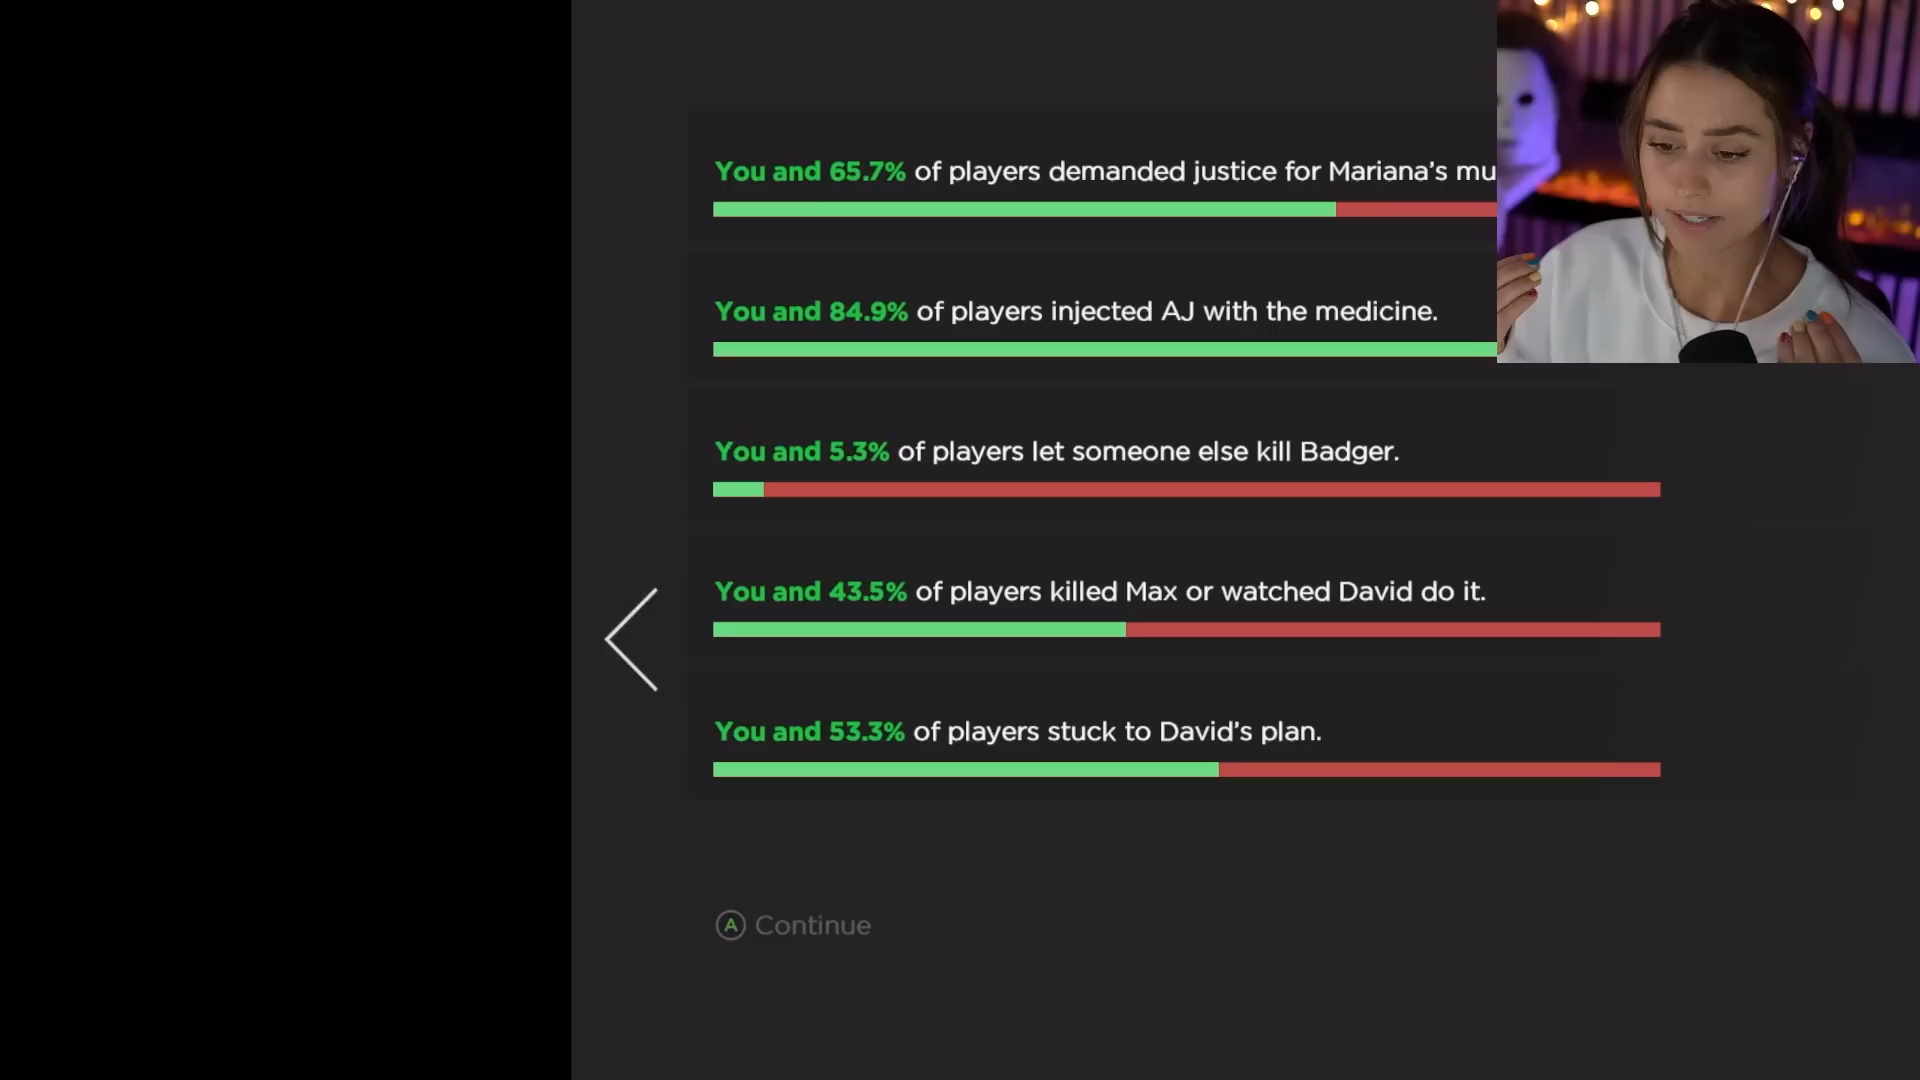 You and 65.7% of players demanded justice for Mariana's
You and 84.9% of players injected AJ with the medicine.
You and 5.3% of players let someone else kill Badger.
You and 43.5% of players killed Max or watched David do it.
You and 53.3% of players stuck to David's plan.
A Continue